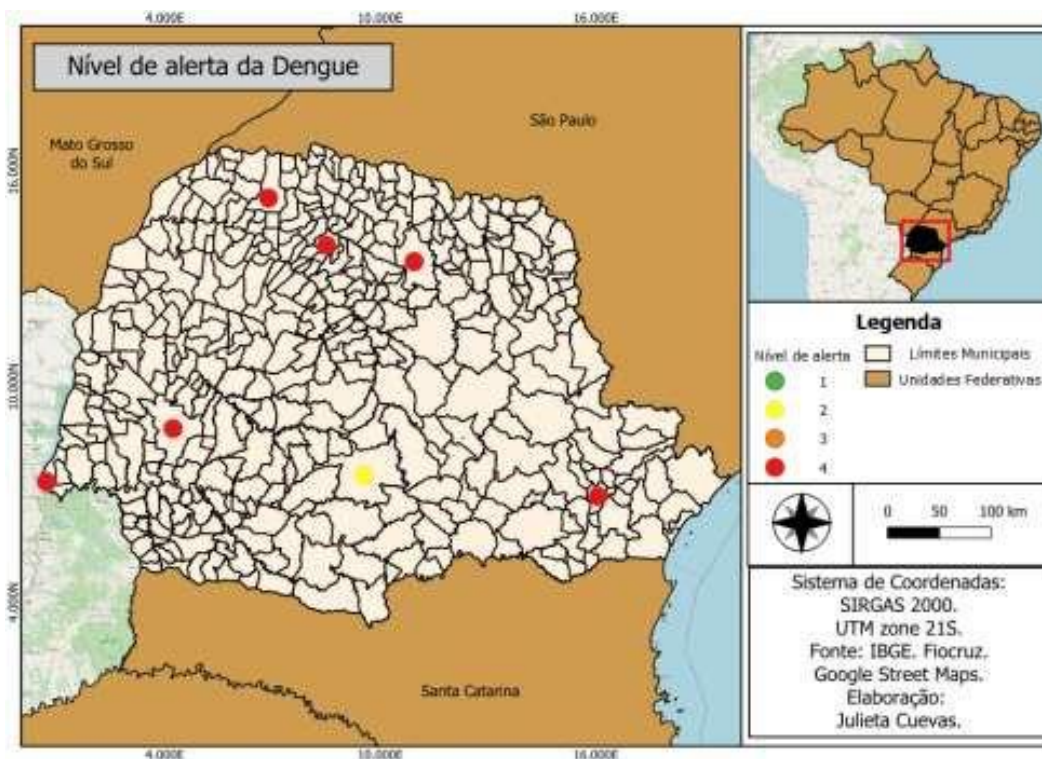 4.000E
10.000E
16.000E
Nível de alerta da Dengue
São Paulo
Mato Grosso
do Sul
16.000N
10.000N
4.000N
Santa Catarina
4.000E
10.000E
16.000E
Legenda
Nível de alerta
1
2
3
4
Límites Municipais
Unidades Federativas
0 50 100 km
Sistema de Coordenadas:
SIRGAS 2000.
UTM zone 21S.
Fonte: IBGE. Fiocruz.
Google Street Maps.
Elaboração:
Julieta Cuevas.